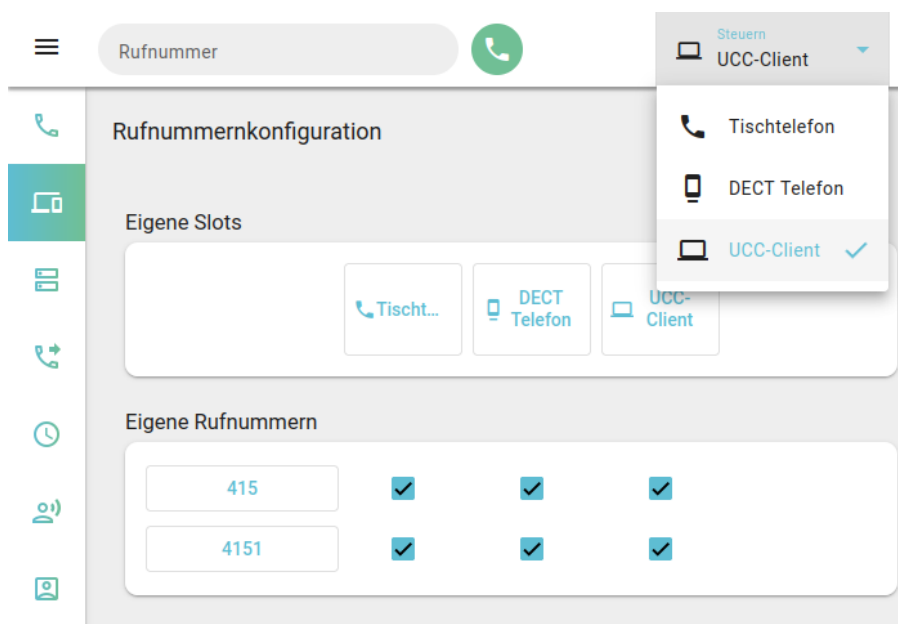 Rufnummer
Steuern
UCC-Client
Tischtelefon
DECT Telefon
UCC-Client
Rufnummernkonfiguration
Eigene Slots
Tischt...
DECT
Telefon
UCC-
Client
Eigene Rufnummern
415
4151